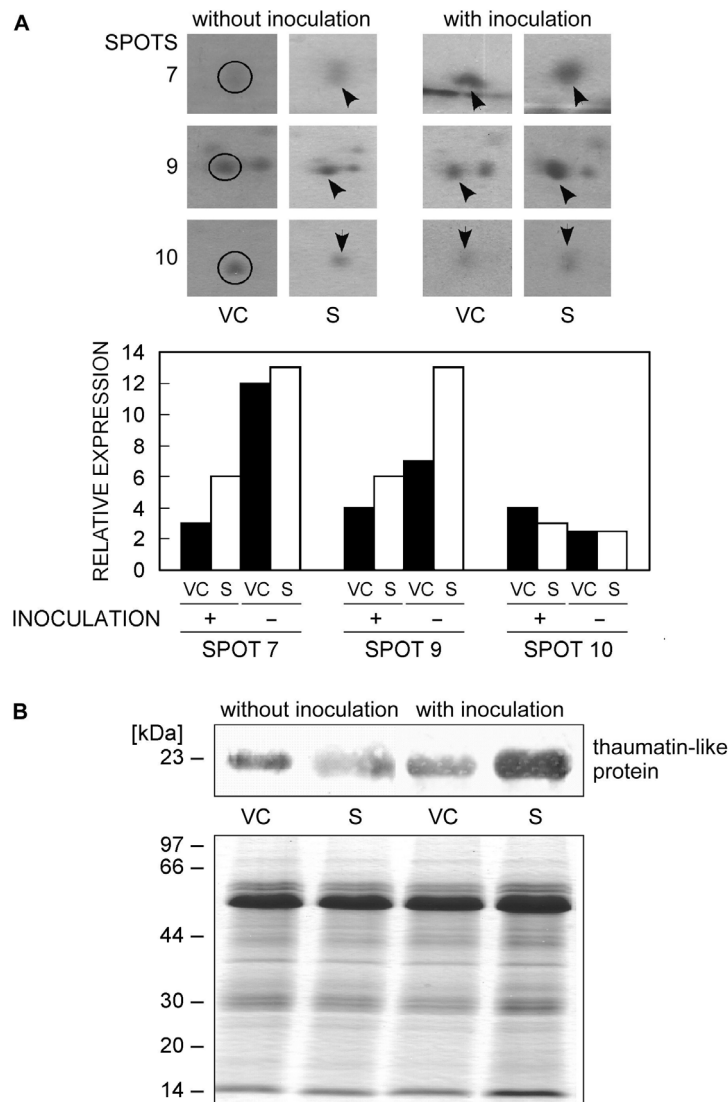 A
without inoculation with inoculation
SPOTS
7
9
10
VC S VC S
RELATIVE EXPRESSION
14
12
10
8
6
4
2
0
VC S VC S VC S VC S VC S VC S
INOCULATION + – + – + –
SPOT 7 SPOT 9 SPOT 10
B
without inoculation with inoculation
[kDa]
23 –
thaumatin-like
protein
VC S VC S
97 –
66 –
44 –
30 –
20 –
14 –